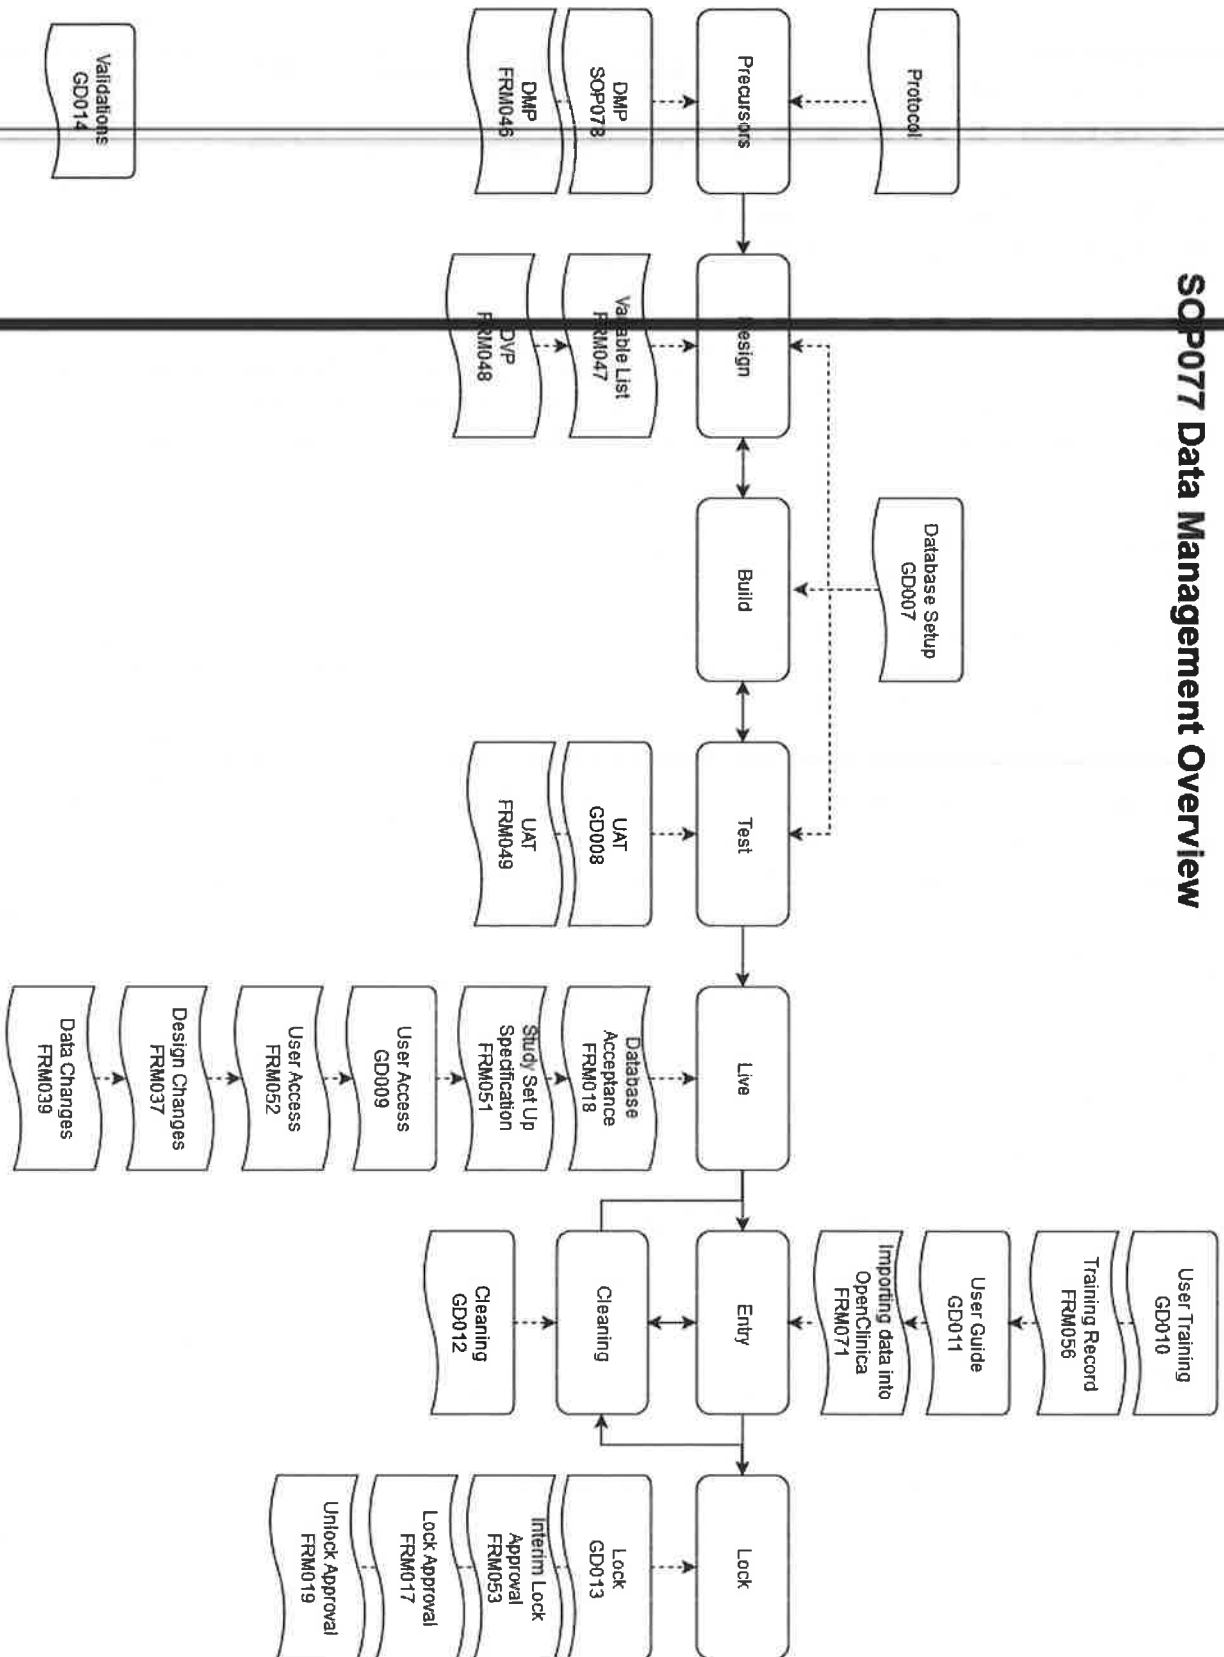 SOP077 Data Management Overview
User Training
GD010
Training Record
FRM056
User Guide
GD011
Importing data into
OpenClinica
FRM071
Protocol
Database Setup
GD007
Precursors
Design
Build
Test
Live
Entry
Lock
DMP
SOP078
DMP
FRM046
Variable List
FRM047
DVP
FRM048
UAT
GD008
UAT
FRM049
Database
Acceptance
FRM018
Study Set Up
Specification
FRM051
User Access
GD009
User Access
FRM052
Design Changes
FRM037
Data Changes
FRM039
Cleaning
Cleaning
GD012
Lock
GD013
Interim Lock
Approval
FRM053
Lock Approval
FRM017
Unlock Approval
FRM019
Validations
GD014